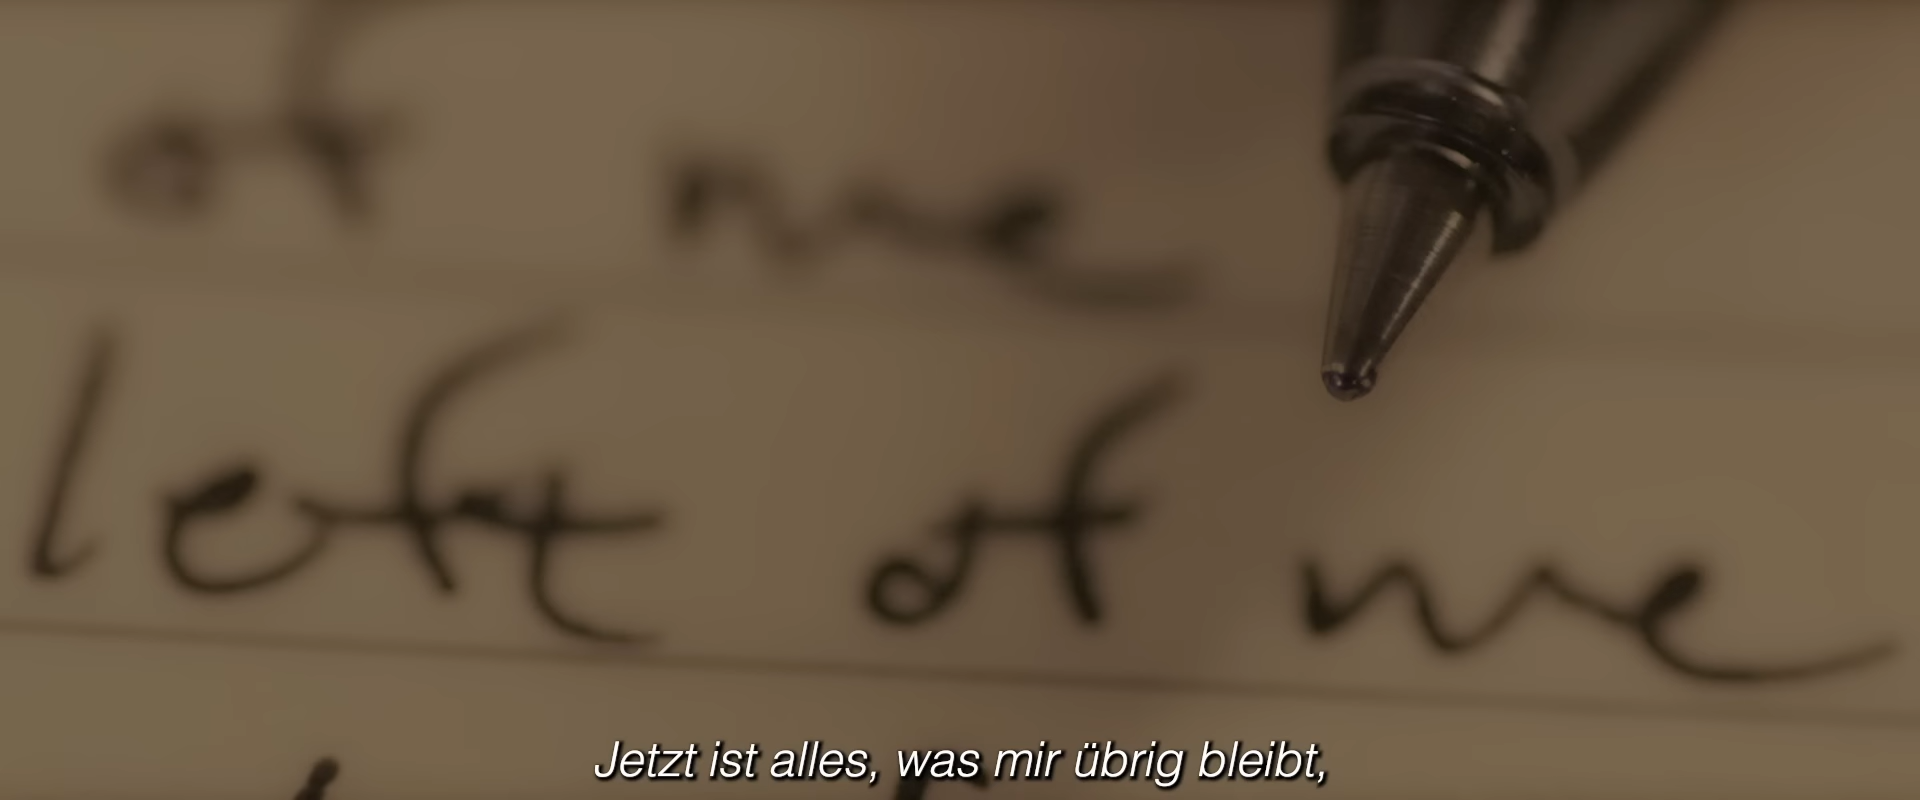 of me
left of me
Jetzt ist alles, was mir übrig bleibt,